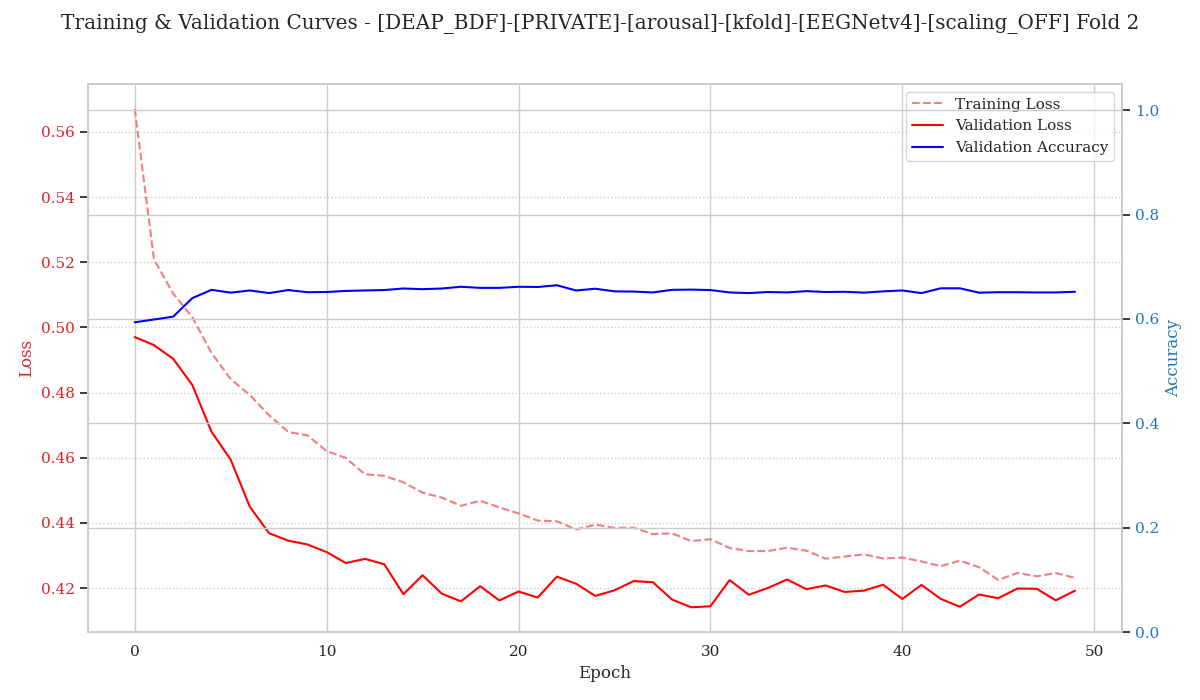 Training & Validation Curves - [DEAP_BDF]-[PRIVATE]-[arousal]-[kfold]-[EEGNetv4]-[scaling_OFF] Fold 2
Training Loss
Validation Loss
Validation Accuracy
0.56
0.54
0.52
0.50
0.48
0.46
0.44
0.42
Loss
1.0
0.8
0.6
0.4
0.2
0.0
Accuracy
0
10
20
30
40
50
Epoch